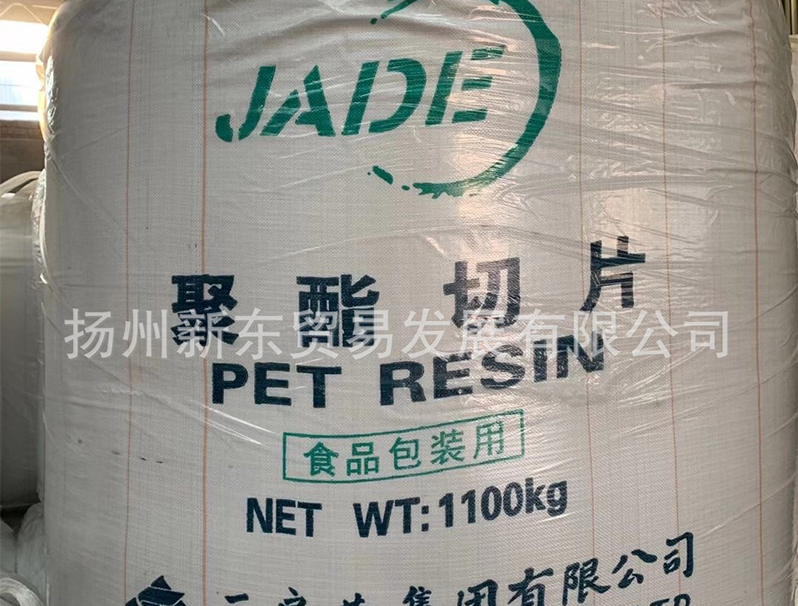 JADE
聚酯切片
扬州新东贸易发展有限公司
PET RESIN
食品包装用
NET WT: 1100kg
集团有限公司